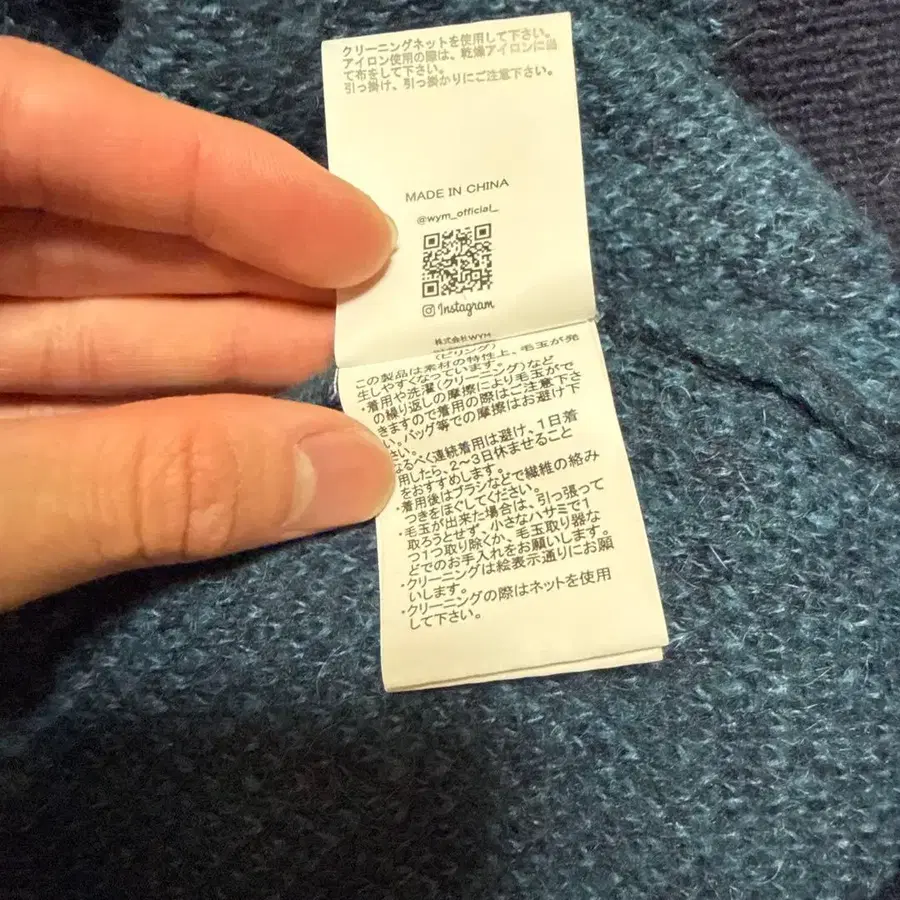 クリーニングネットを使用して下さい。
アイロン使用の際は、乾燥アイロンに当
て布をして下さい。
引っ掛け、引っ掛かりにご注意下さい。
MADE IN CHINA
@wym_official_
Instagram
株式会社WYM
(ピリング)
この製品は素材の特性上、毛玉が発
生しやすくなっています。
・着用や洗濯(クリーニング)など
の繰り返しの摩擦により毛玉がで
きますので着用の際はご注意下さ
い。バッグ等での摩擦はお避け下
さい。
なるべく連続着用は避け、1日着
用したら、2～3日休ませること
をおすすめします。
・着用後はブラシなどで繊維の絡み
つきをほぐしてください。
・毛玉が出来た場合は、引っ張って
取ろうとせず、小さなハサミで1
つ1つ取り除くか、毛玉取り器な
どでのお手入れをお願いします。
・クリーニングは絵表示通りにお願
いします。
・クリーニングの際はネットを使用
して下さい。